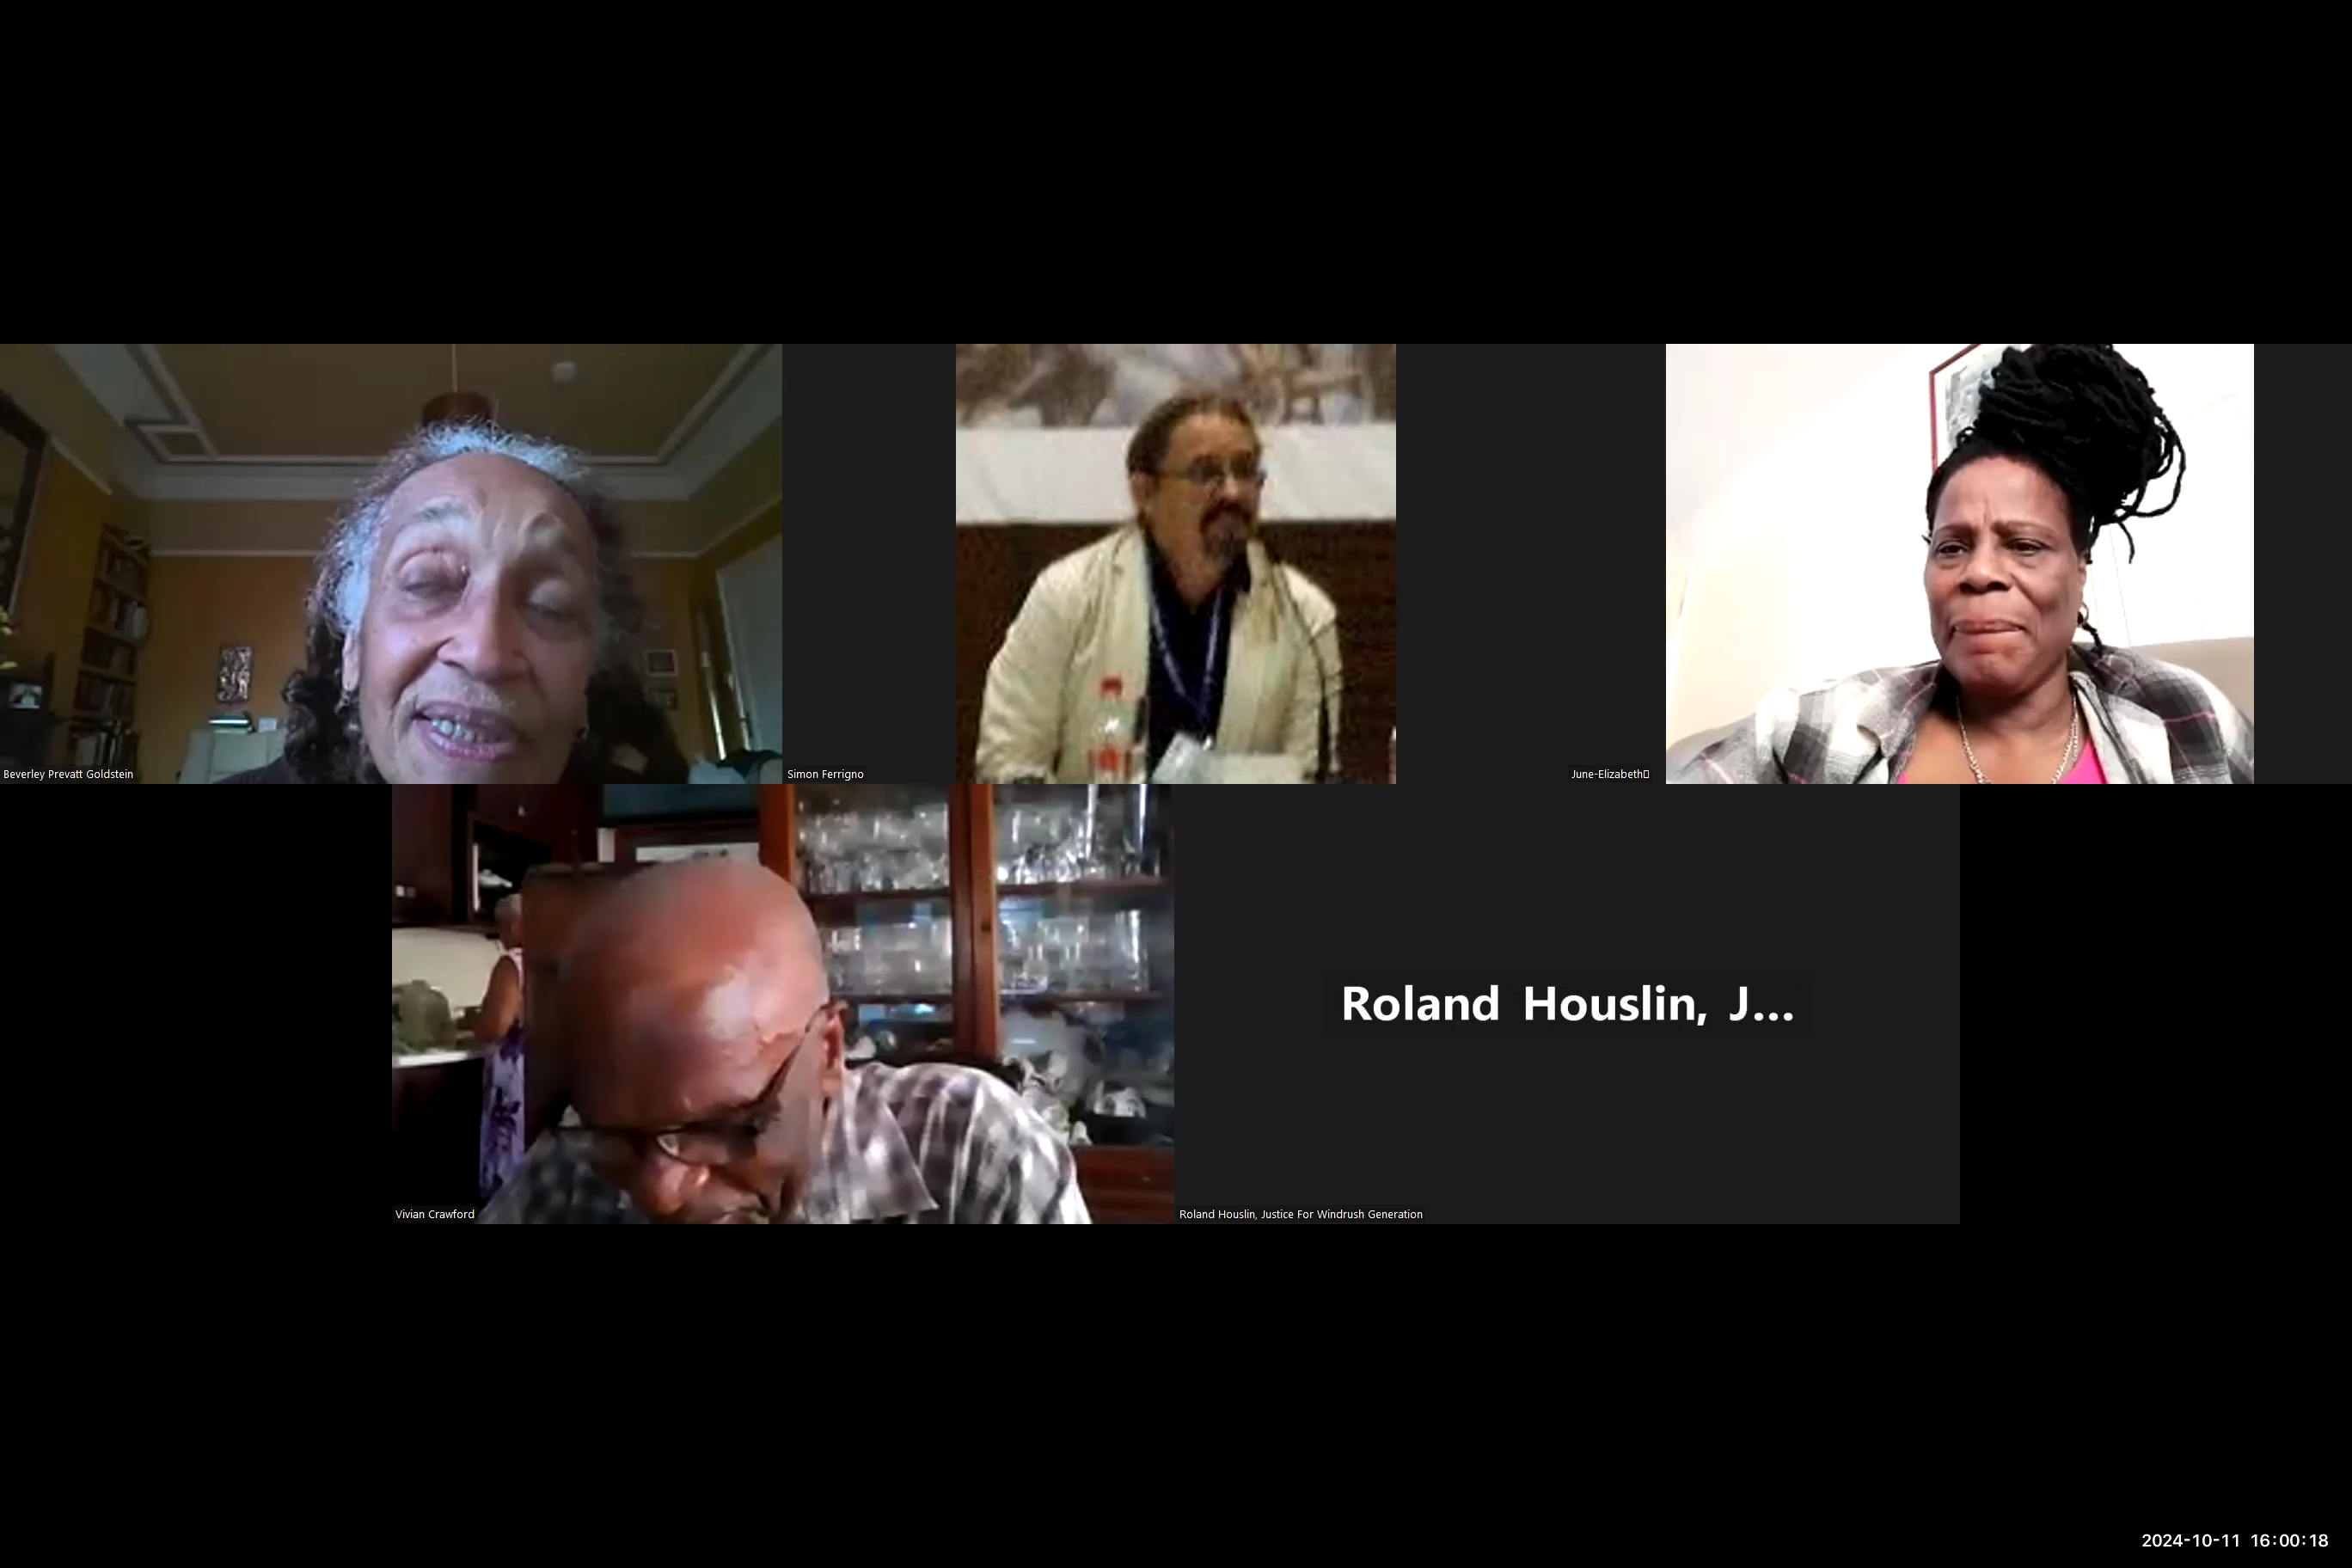 Beverley Prevatt Goldstein
Simon Ferrigno
June-Elizabeth
Roland Houslin, J...
Vivian Crawford
Roland Houslin, Justice For Windrush Generation
2024-10-11 16:00:18